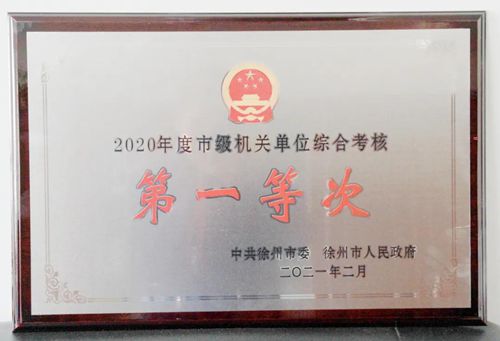 2020年度市级机关单位综合考核
第一等次
中共徐州市委 徐州市人民政府
二〇二一年二月